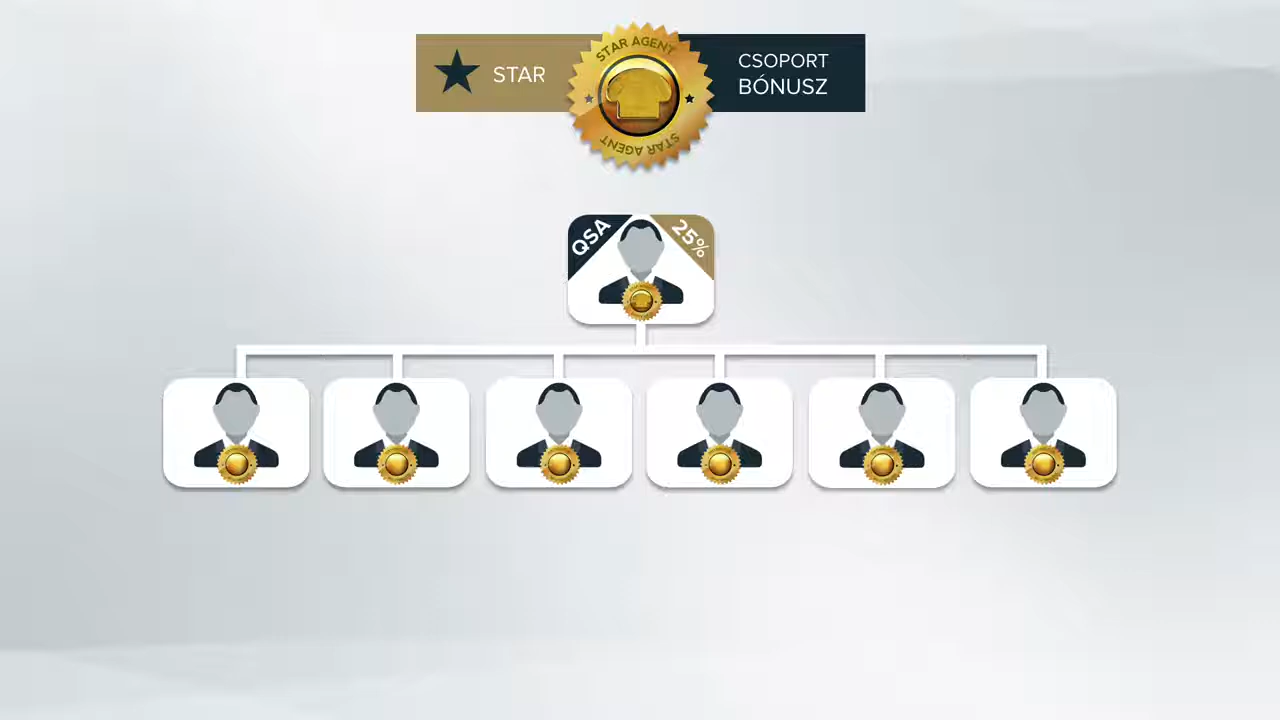 STAR
STAR AGENT
STAR AGENT
CSOPORT
BÓNUSZ
QSA
25%